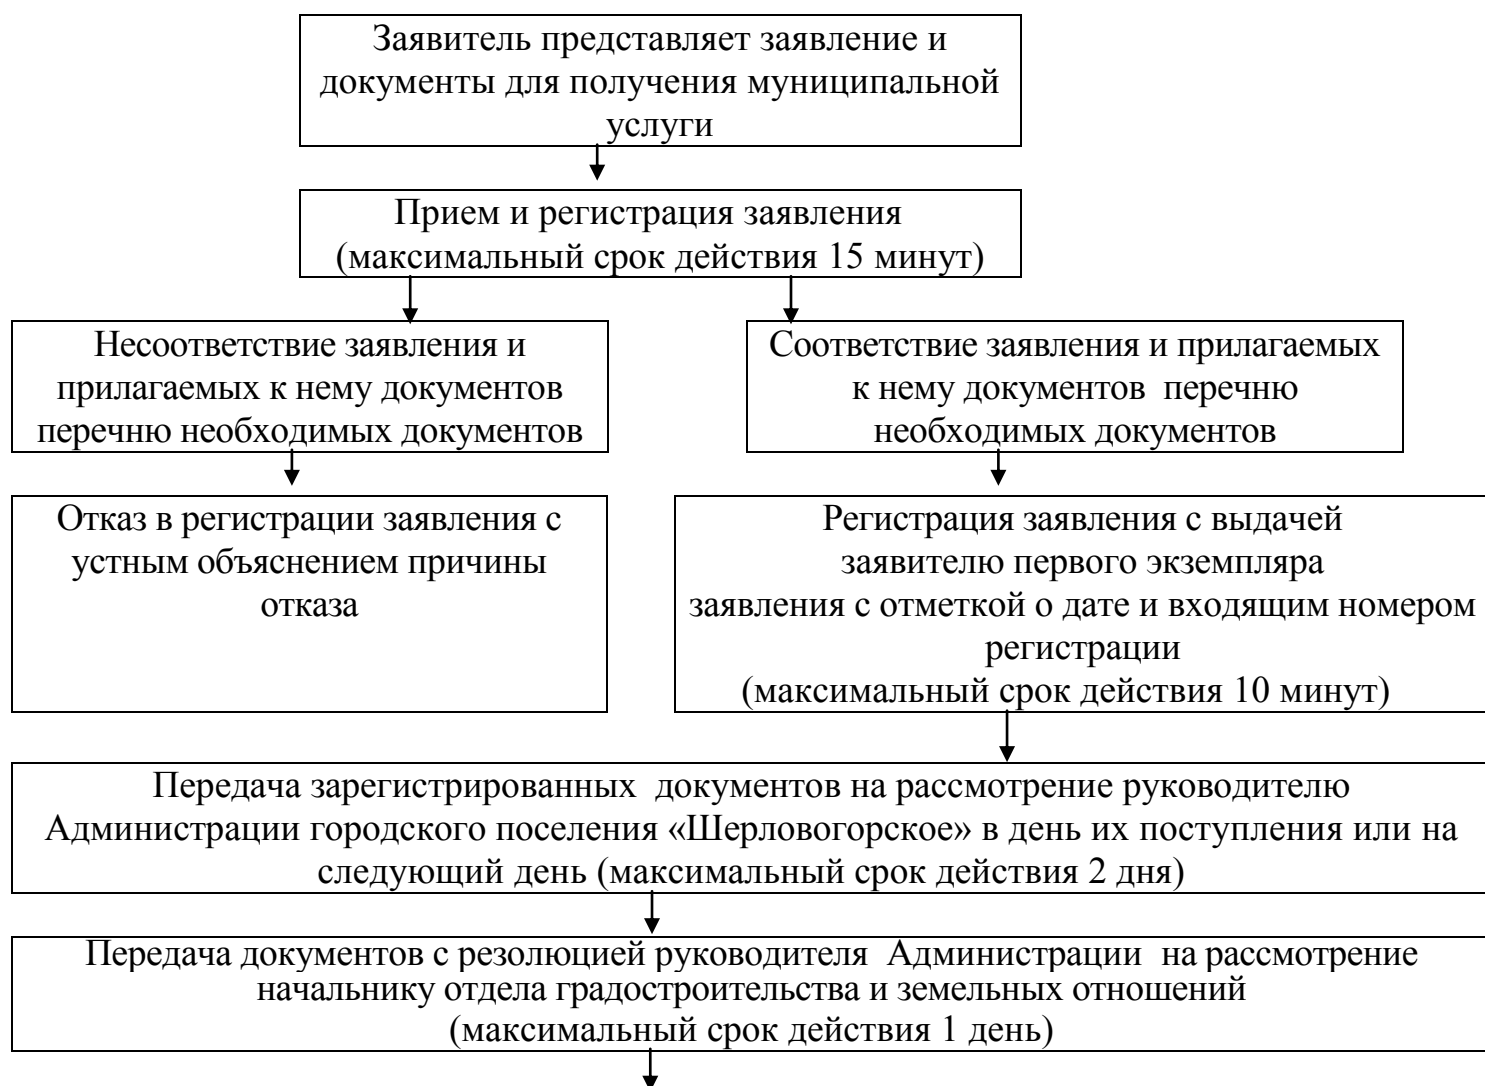 Заявитель представляет заявление и
документы для получения муниципальной
услуги
Прием и регистрация заявления
(максимальный срок действия 15 минут)
Несоответствие заявления и
прилагаемых к нему документов
перечню необходимых документов
Соответствие заявления и прилагаемых
к нему документов перечню
необходимых документов
Отказ в регистрации заявления с
устным объяснением причины
отказа
Регистрация заявления с выдачей
заявителю первого экземпляра
заявления с отметкой о дате и входящим номером
регистрации
(максимальный срок действия 10 минут)
Передача зарегистрированных документов на рассмотрение руководителю
Администрации городского поселения «Шерловогорское» в день их поступления или на
следующий день (максимальный срок действия 2 дня)
Передача документов с резолюцией руководителя Администрации на рассмотрение
начальнику отдела градостроительства и земельных отношений
(максимальный срок действия 1 день)